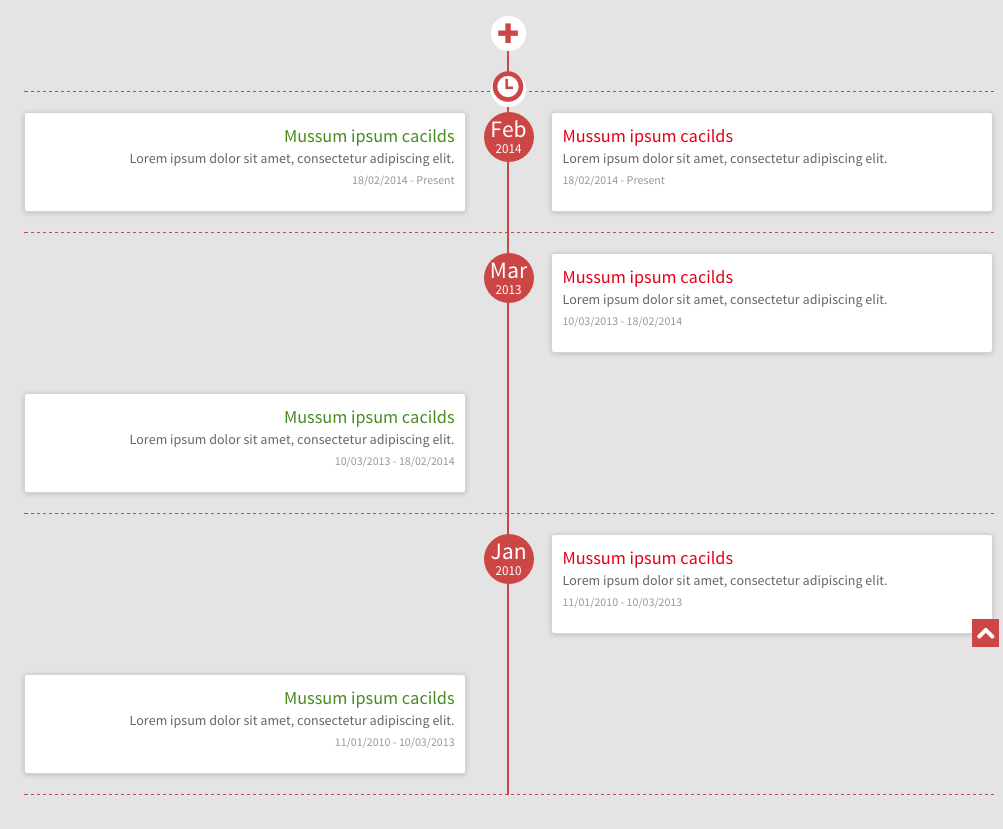 Mussum ipsum cacilds
Lorem ipsum dolor sit amet, consectetur adipiscing elit.
18/02/2014 - Present
Feb
2014
Mussum ipsum cacilds
Lorem ipsum dolor sit amet, consectetur adipiscing elit.
18/02/2014 - Present
Mar
2013
Mussum ipsum cacilds
Lorem ipsum dolor sit amet, consectetur adipiscing elit.
10/03/2013 - 18/02/2014
Mussum ipsum cacilds
Lorem ipsum dolor sit amet, consectetur adipiscing elit.
10/03/2013 - 18/02/2014
Jan
2010
Mussum ipsum cacilds
Lorem ipsum dolor sit amet, consectetur adipiscing elit.
11/01/2010 - 10/03/2013
Mussum ipsum cacilds
Lorem ipsum dolor sit amet, consectetur adipiscing elit.
11/01/2010 - 10/03/2013